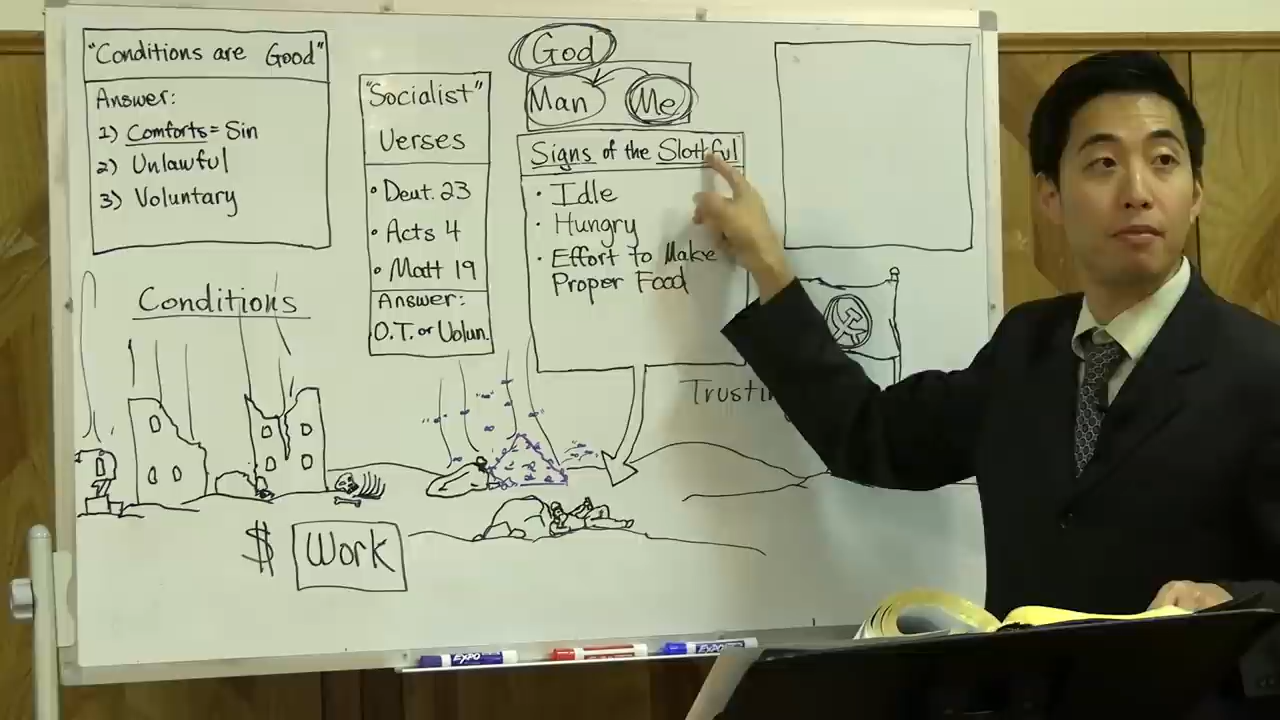 "Conditions are Good"
Answer:
1) Comforts = Sin
2) Unlawful
3) Voluntary
"Socialist"
Verses
• Deut. 23
• Acts 4
• Matt 19
Answer:
O.T. or Volun.
God
Man
Me
Signs of the Slothful
• Idle
• Hungry
• Effort to Make
Proper Food
Conditions
$ Work
EXPO
EXPO